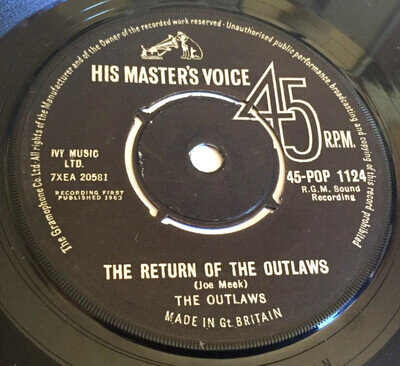 The Gramophone Co. Ltd. All rights of the Manufacturer and of the Owner of the recorded work reserved · Unauthorised public performance, broadcasting and copying of this record prohibited
HIS MASTER'S VOICE
45 R.P.M.
IVY MUSIC
LTD.
7XEA 20581
RECORDING FIRST
PUBLISHED 1963
45-POP 1124
R.G.M. Sound
Recording
THE RETURN OF THE OUTLAWS
(Joe Meek)
THE OUTLAWS
MADE IN Gt. BRITAIN